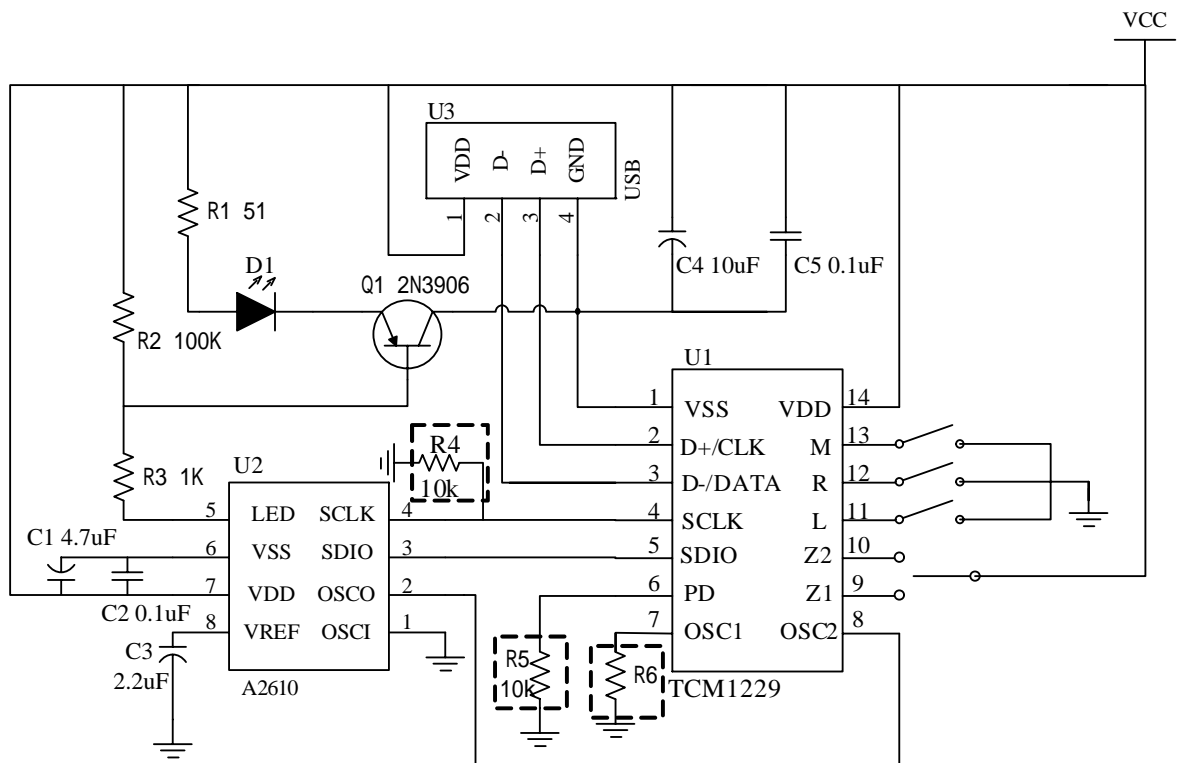 VCC
U3
VDD
D-
D+
GND
USB
1
2
3
4
R1 51
C4 10uF
C5 0.1uF
D1
Q1 2N3906
R2 100K
U1
1
VSS
VDD
14
2
D+/CLK
M
13
3
D-/DATA
R
12
4
SCLK
L
11
5
SDIO
Z2
10
6
PD
Z1
9
7
OSC1
OSC2
8
TCM1229
R4
10k
R3 1K
U2
5
LED
SCLK
4
6
VSS
SDIO
3
7
VDD
OSCO
2
8
VREF
OSCI
1
A2610
C1 4.7uF
C2 0.1uF
C3
2.2uF
R5
10k
R6